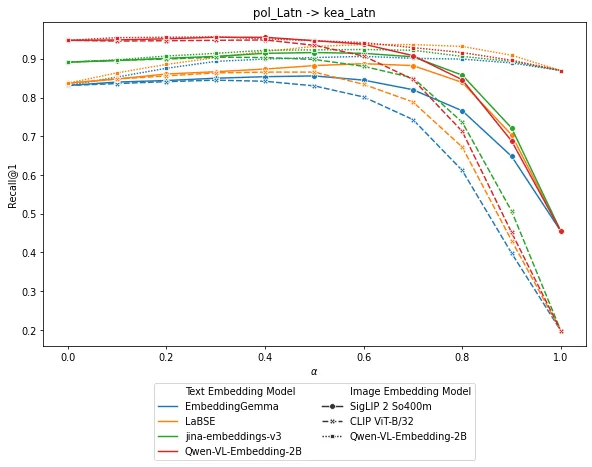 pol_Latn -> kea_Latn
Recall@1
0.9
0.8
0.7
0.6
0.5
0.4
0.3
0.2
0.0
0.2
0.4
0.6
0.8
1.0
α
Text Embedding Model
EmbeddingGemma
LaBSE
jina-embeddings-v3
Qwen-VL-Embedding-2B
Image Embedding Model
SigLIP 2 So400m
CLIP ViT-B/32
Qwen-VL-Embedding-2B